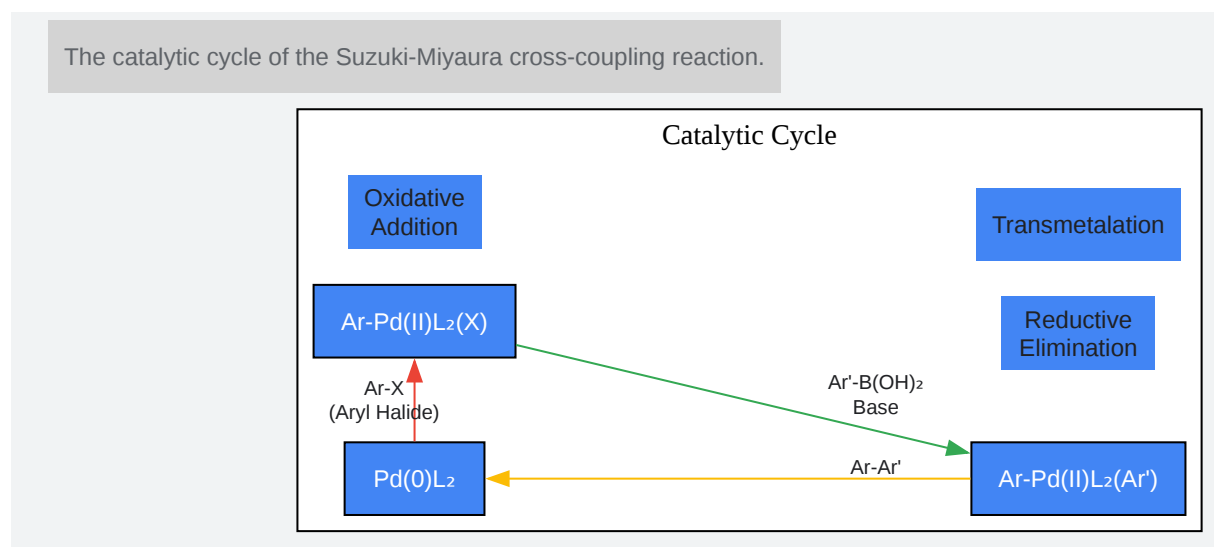 The catalytic cycle of the Suzuki-Miyaura cross-coupling reaction.
Catalytic Cycle
Oxidative
Addition
Transmetalation
Ar-Pd(II)L₂(X)
Reductive
Elimination
Ar-X
(Aryl Halide)
Ar'-B(OH)₂
Base
Pd(0)L₂
Ar-Ar'
Ar-Pd(II)L₂(Ar')